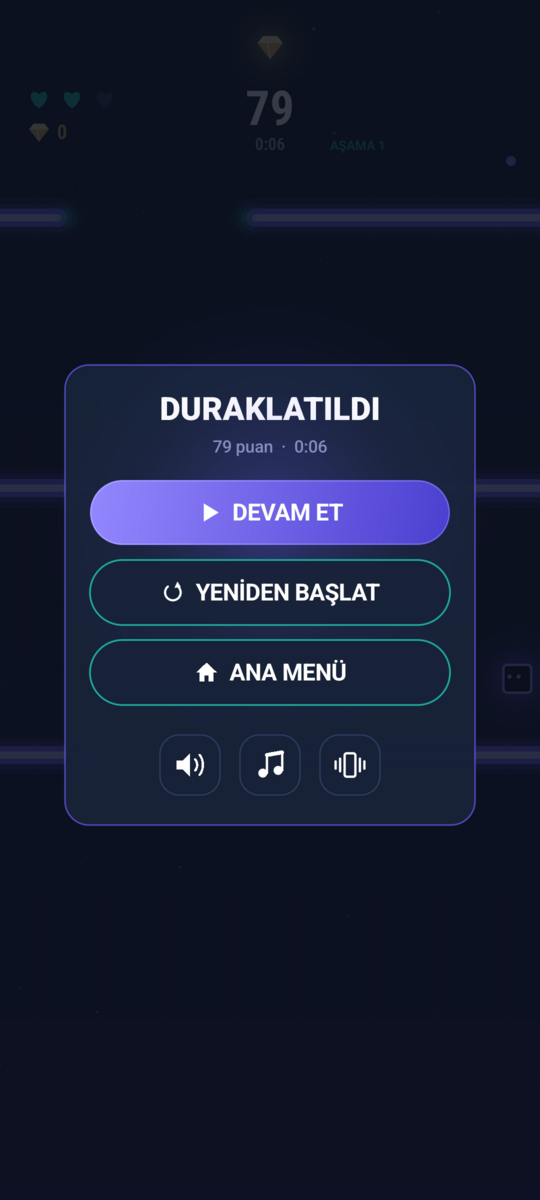 79
0
0:06
AŞAMA 1
DURAKLATILDI
79 puan · 0:06
DEVAM ET
YENİDEN BAŞLAT
ANA MENÜ